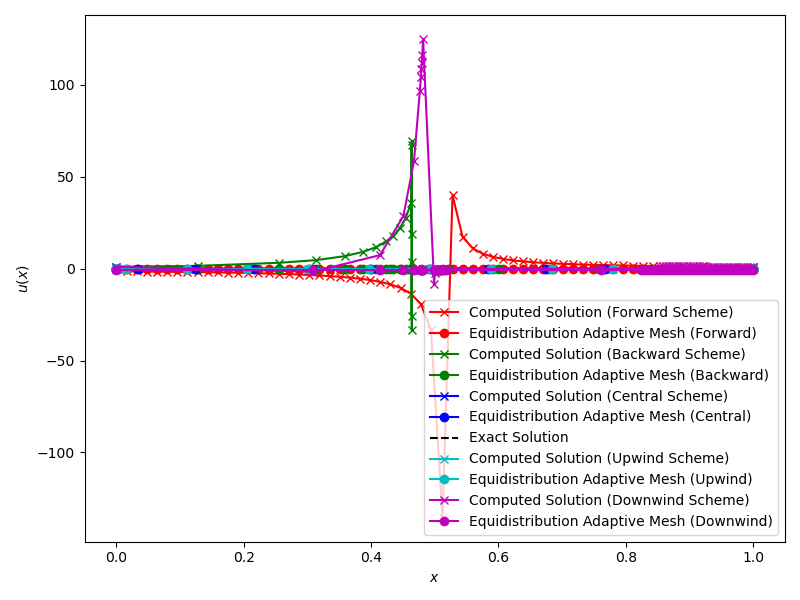 100
50
0
−50
−100
u(x)
0.0
0.2
0.4
0.6
0.8
1.0
x
Computed Solution (Forward Scheme)
Equidistribution Adaptive Mesh (Forward)
Computed Solution (Backward Scheme)
Equidistribution Adaptive Mesh (Backward)
Computed Solution (Central Scheme)
Equidistribution Adaptive Mesh (Central)
Exact Solution
Computed Solution (Upwind Scheme)
Equidistribution Adaptive Mesh (Upwind)
Computed Solution (Downwind Scheme)
Equidistribution Adaptive Mesh (Downwind)